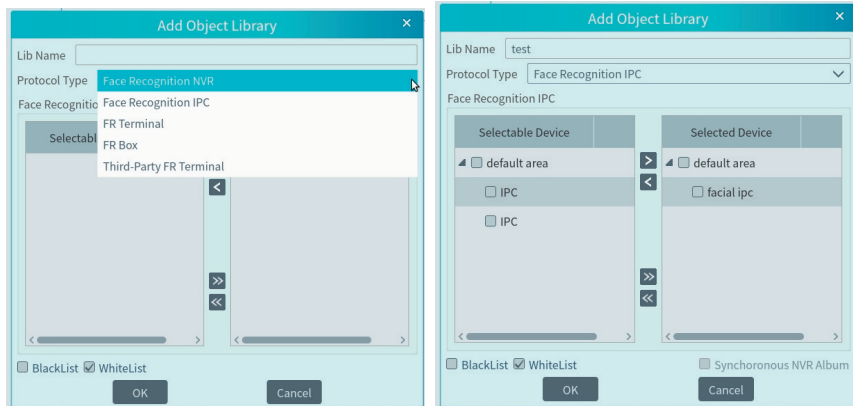 Add Object Library
×
Lib Name
Protocol Type Face Recognition NVR
Face Recognitio Face Recognition IPC
FR Terminal
Selectabl FR Box
Third-Party FR Terminal
<
>>
<<
BlackList WhiteList
OK Cancel
Add Object Library
×
Lib Name test
Protocol Type Face Recognition IPC
Face Recognition IPC
Selectable Device Selected Device
default area > default area
IPC < facial ipc
IPC
>>
<<
BlackList WhiteList Synchoronous NVR Album
OK Cancel